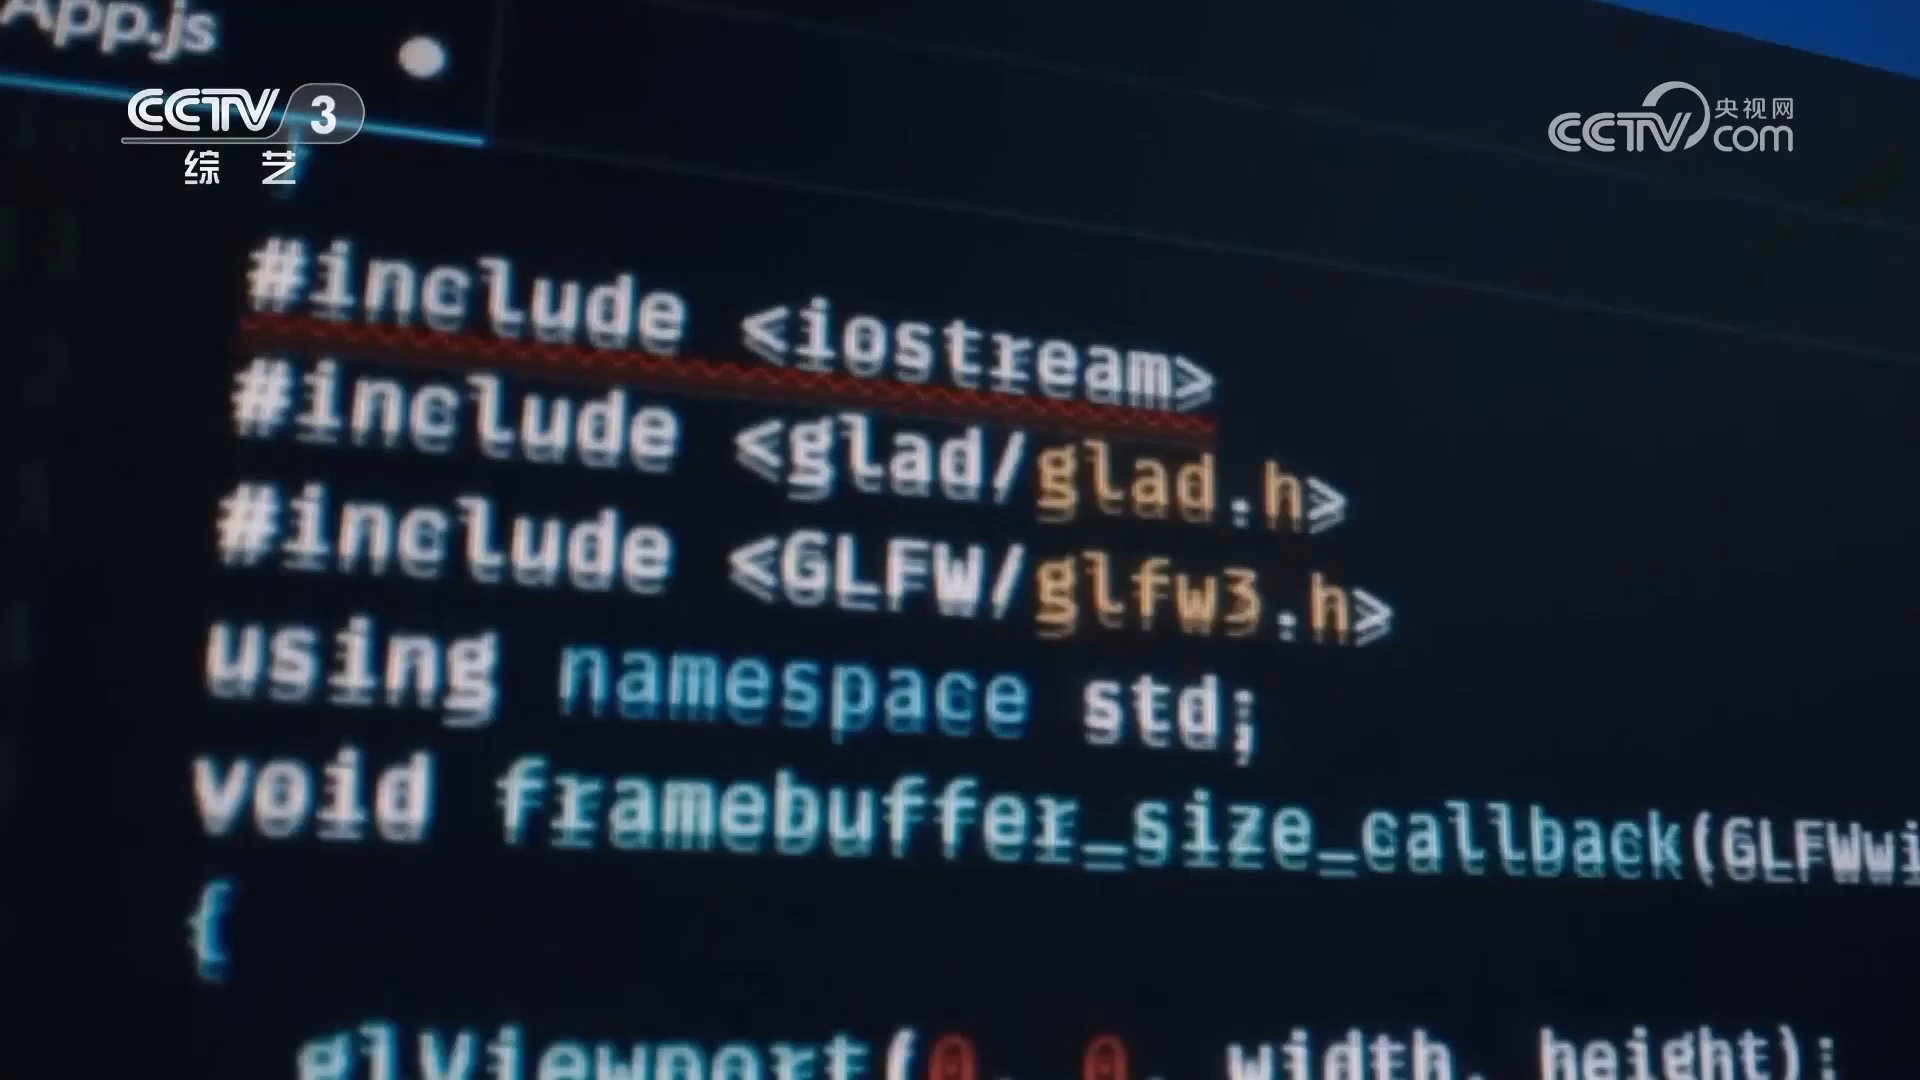 App.js
CCTV 3
综 艺
央视网
CCTV com
#include <iostream>
#include <glad/glad.h>
#include <GLFW/glfw3.h>
using namespace std;
void framebuffer_size_callback(GLFWwi
{
glViewport(0, 0, width, height);